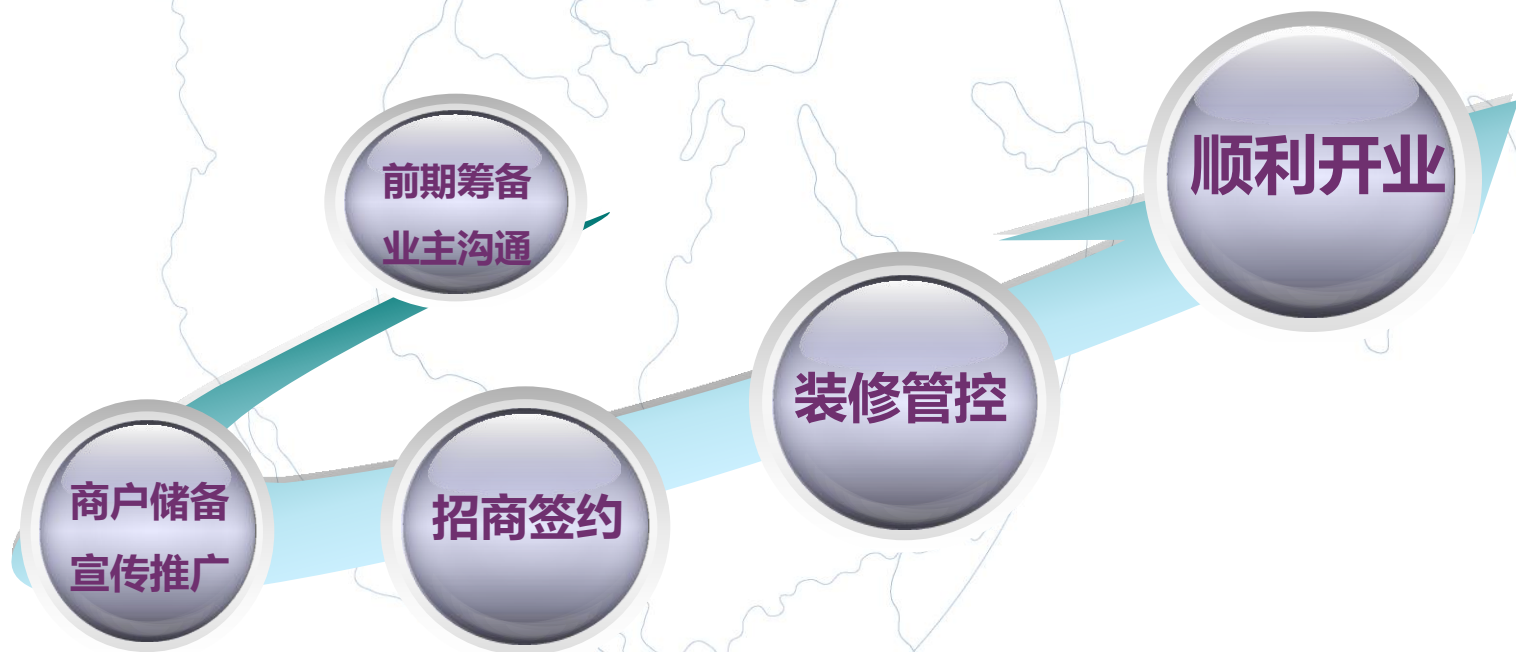 前期筹备
业主沟通
商户储备
宣传推广
招商签约
装修管控
顺利开业